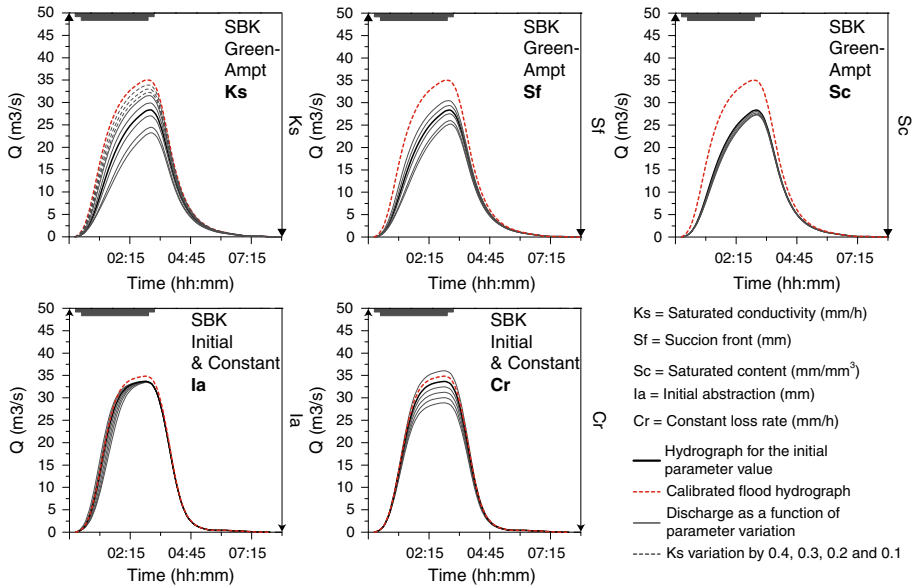 50
45
40
35
30
25
20
15
10
5
0
Q (m3/s)
SBK
Green-
Ampt
Ks
Ks
02:15 04:45 07:15
Time (hh:mm)
50
45
40
35
30
25
20
15
10
5
0
Q (m3/s)
SBK
Green-
Ampt
Sf
Sf
02:15 04:45 07:15
Time (hh:mm)
50
45
40
35
30
25
20
15
10
5
0
Q (m3/s)
SBK
Green-
Ampt
Sc
Sc
02:15 04:45 07:15
Time (hh:mm)
50
45
40
35
30
25
20
15
10
5
0
Q (m3/s)
SBK
Initial
& Constant
Ia
Ia
02:15 04:45 07:15
Time (hh:mm)
50
45
40
35
30
25
20
15
10
5
0
Q (m3/s)
SBK
Initial
& Constant
Cr
Cr
02:15 04:45 07:15
Time (hh:mm)
Ks = Saturated conductivity (mm/h)
Sf = Succion front (mm)
Sc = Saturated content (mm/mm³)
Ia = Initial abstraction (mm)
Cr = Constant loss rate (mm/h)
Hydrograph for the initial
parameter value
Calibrated flood hydrograph
Discharge as a function of
parameter variation
Ks variation by 0.4, 0.3, 0.2 and 0.1